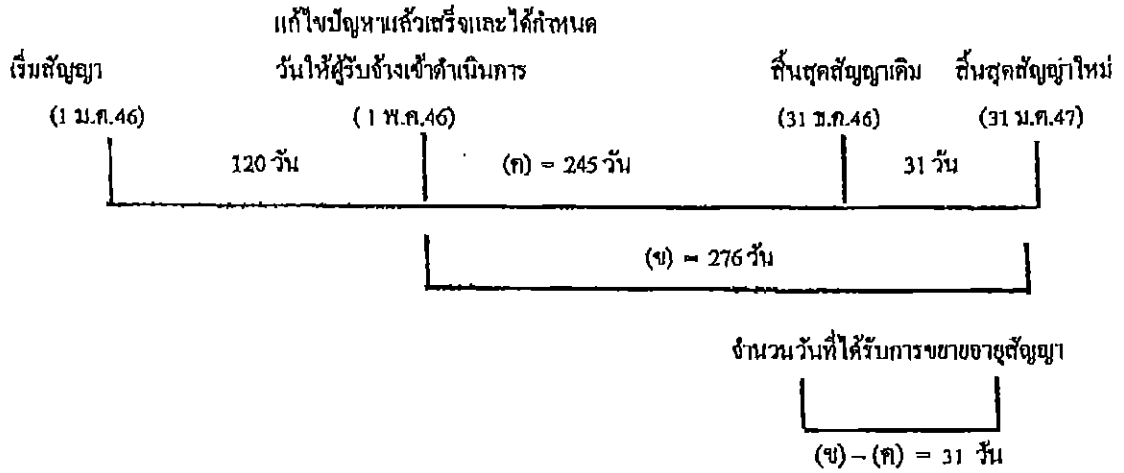 แก้ไขปัญหาแล้วเสร็จและได้กำหนด
เริ่มสัญญา วันให้ผู้รับจ้างเข้าดำเนินการ สิ้นสุดสัญญาเดิม สิ้นสุดสัญญาใหม่
(1 ม.ค.46) (1 พ.ค.46) (31 ธ.ค.46) (31 ม.ค.47)
120 วัน (ค) = 245 วัน 31 วัน
(ข) = 276 วัน
จำนวนวันที่ได้รับการขยายอายุสัญญา
(ข) – (ค) = 31 วัน